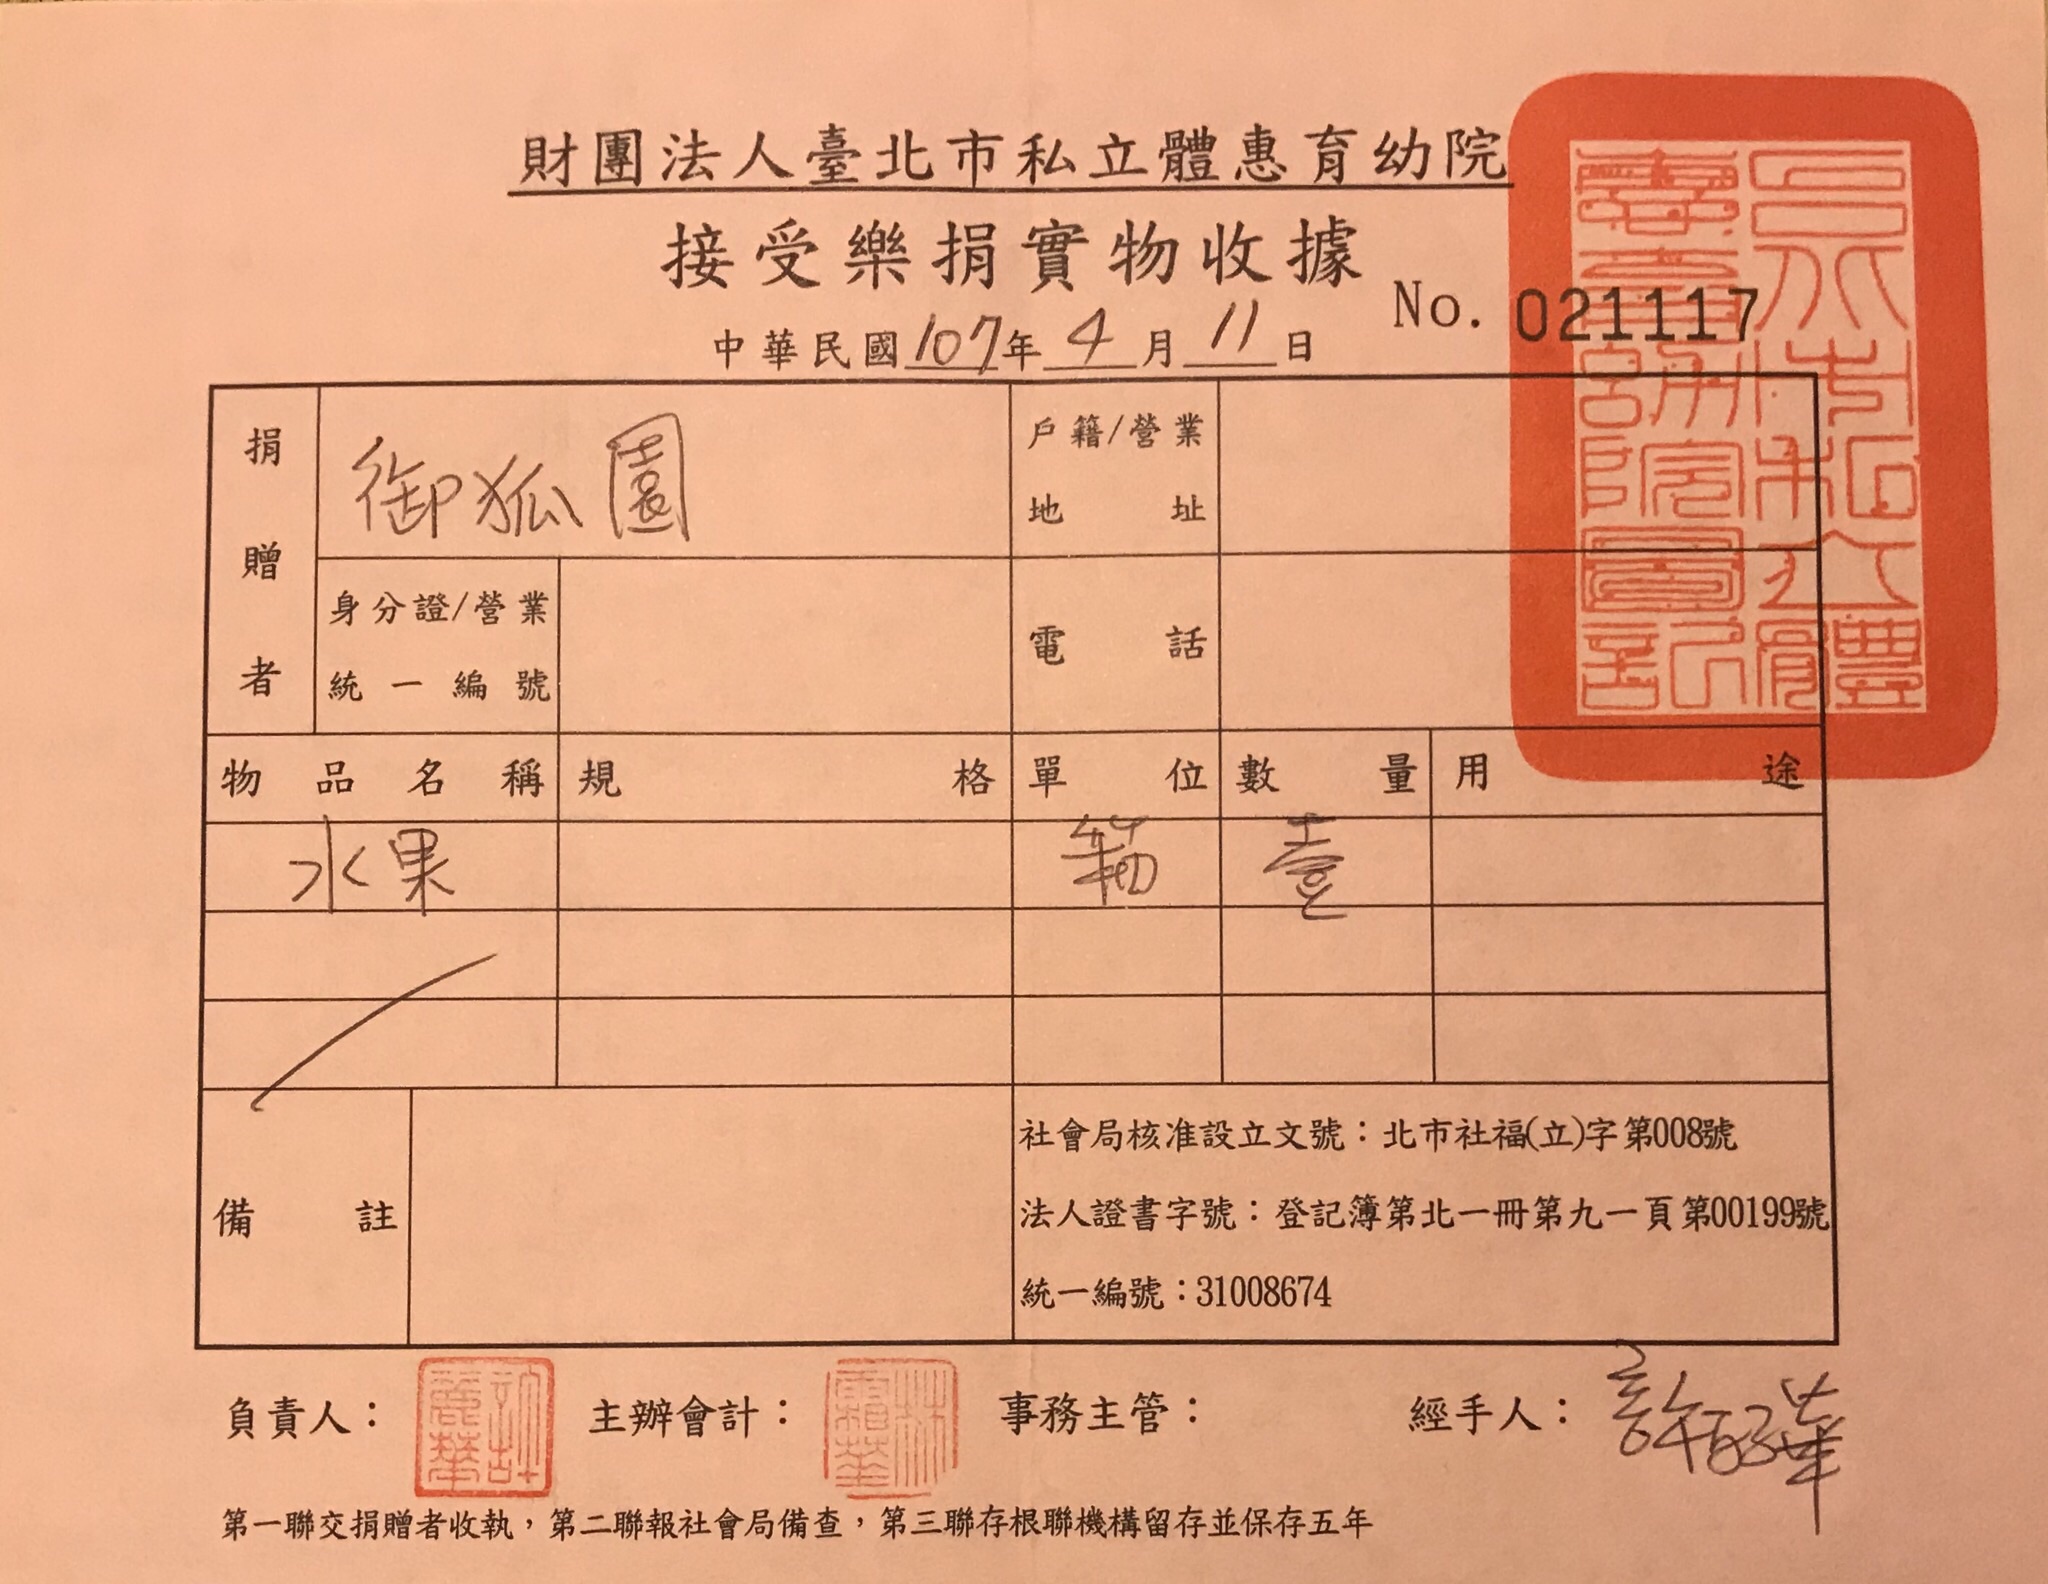 財團法人臺北市私立體惠育幼院
接受樂捐實物收據
No. 021117
中華民國107年4月11日
捐贈者
御狐園
戶籍/營業
地址
身分證/營業
統一編號
電話
物品名稱 規格 單位 數量 用途
水果 箱 壹
備註
社會局核准設立文號：北市社福(立)字第008號
法人證書字號：登記簿第北一冊第九一頁第00199號
統一編號：31008674
負責人： 主辦會計： 事務主管： 經手人：許
第一聯交捐贈者收執，第二聯報社會局備查，第三聯存根聯機構留存並保存五年